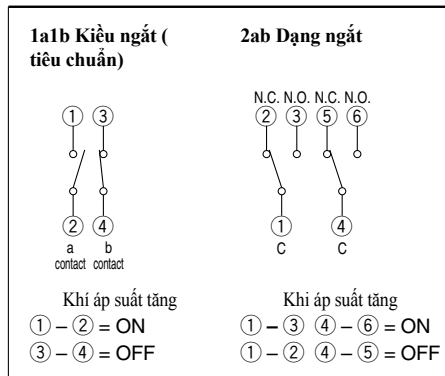 1a1b Kiều ngắt (
tiêu chuẩn)
① ③
② ④
a b
contact contact
Khí áp suất tăng
① – ② = ON
③ – ④ = OFF
2ab Dạng ngắt
N.C. N.O. N.C. N.O.
② ③ ⑤ ⑥
① ④
C C
Khi áp suất tăng
① – ③ ④ – ⑥ = ON
① – ② ④ – ⑤ = OFF